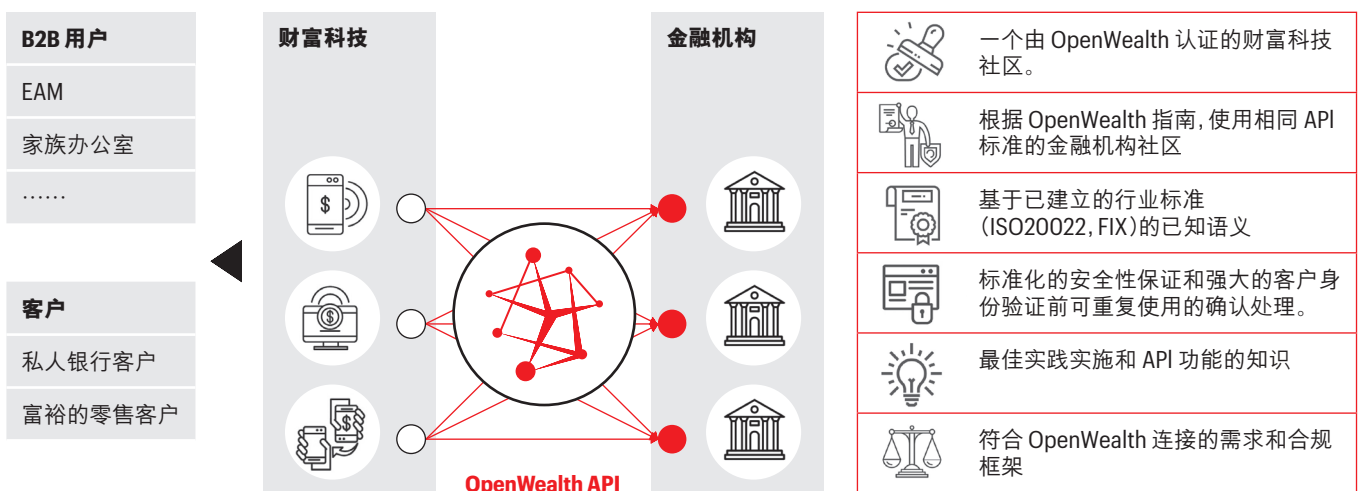 B2B 用户
EAM
家族办公室
……
客户
私人银行客户
富裕的零售客户
财富科技
金融机构
$
$
$
OpenWealth API
一个由 OpenWealth 认证的财富科技
社区。
根据 OpenWealth 指南，使用相同 API
标准的金融机构社区
基于已建立的行业标准
（ISO20022，FIX）的已知语义
标准化的安全性保证和强大的客户身
份验证前可重复使用的确认处理。
最佳实践实施和 API 功能的知识
符合 OpenWealth 连接的需求和合规
框架